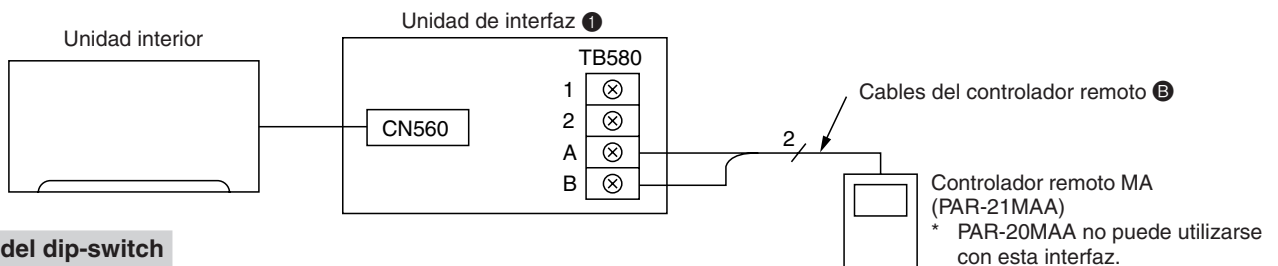 Unidad de interfaz ❶
Unidad interior
TB580
1
2
A
B
CN560
Cables del controlador remoto Ⓑ
2
Controlador remoto MA
(PAR-21MAA)
* PAR-20MAA no puede utilizarse
con esta interfaz.
del dip-switch